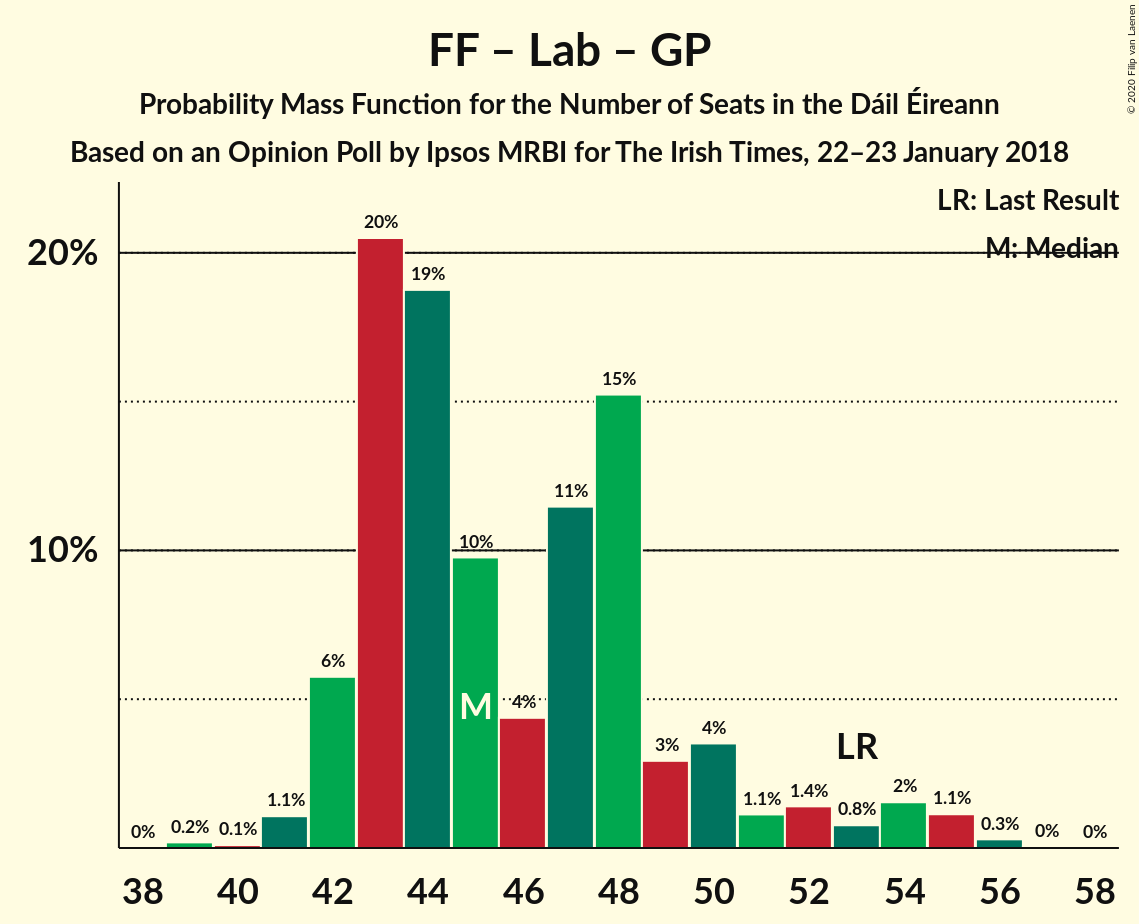 FF – Lab – GP
Probability Mass Function for the Number of Seats in the Dáil Éireann
Based on an Opinion Poll by Ipsos MRBI for The Irish Times, 22–23 January 2018
© 2020 Filip van Laenen
LR: Last Result
M: Median
20%
10%
0%
0.2%
0.1%
1.1%
6%
20%
19%
10%
M
4%
11%
15%
3%
4%
1.1%
1.4%
LR
0.8%
2%
1.1%
0.3%
0%
0%
38 40 42 44 46 48 50 52 54 56 58